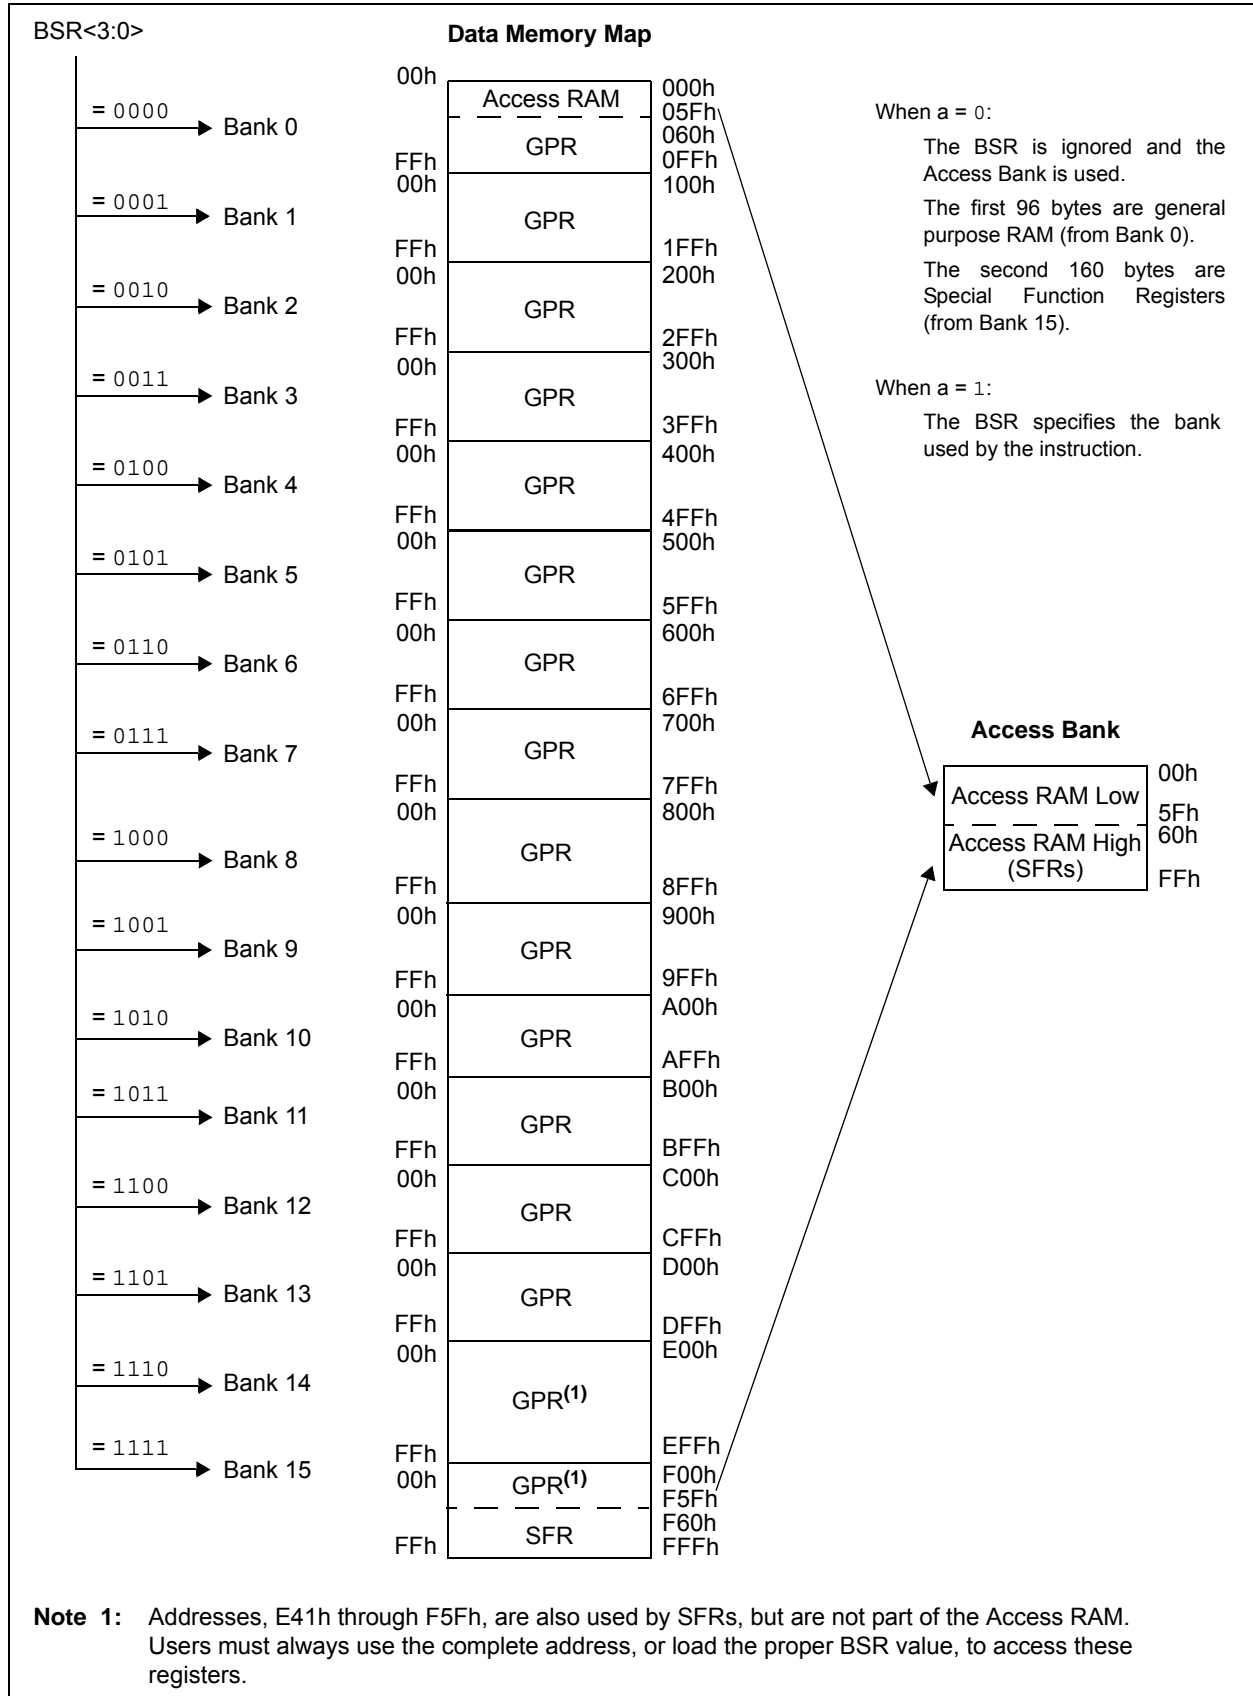 BSR<3:0>
Data Memory Map
= 0000
Bank 0
00h
Access RAM
000h
05Fh
GPR
060h
FFh
0FFh
= 0001
Bank 1
00h
GPR
100h
FFh
1FFh
= 0010
Bank 2
00h
GPR
200h
FFh
2FFh
= 0011
Bank 3
00h
GPR
300h
FFh
3FFh
= 0100
Bank 4
00h
GPR
400h
FFh
4FFh
= 0101
Bank 5
00h
GPR
500h
FFh
5FFh
= 0110
Bank 6
00h
GPR
600h
FFh
6FFh
= 0111
Bank 7
00h
GPR
700h
FFh
7FFh
= 1000
Bank 8
00h
GPR
800h
FFh
8FFh
= 1001
Bank 9
00h
GPR
900h
FFh
9FFh
= 1010
Bank 10
00h
GPR
A00h
FFh
AFFh
= 1011
Bank 11
00h
GPR
B00h
FFh
BFFh
= 1100
Bank 12
00h
GPR
C00h
FFh
CFFh
= 1101
Bank 13
00h
GPR
D00h
FFh
DFFh
= 1110
Bank 14
00h
GPR(1)
E00h
FFh
EFFh
= 1111
Bank 15
00h
GPR(1)
F00h
F5Fh
SFR
F60h
FFh
FFFh
When a = 0:
The BSR is ignored and the
Access Bank is used.
The first 96 bytes are general
purpose RAM (from Bank 0).
The second 160 bytes are
Special Function Registers
(from Bank 15).
When a = 1:
The BSR specifies the bank
used by the instruction.
Access Bank
Access RAM Low
00h
5Fh
Access RAM High
(SFRs)
60h
FFh
Note 1: Addresses, E41h through F5Fh, are also used by SFRs, but are not part of the Access RAM.
Users must always use the complete address, or load the proper BSR value, to access these
registers.